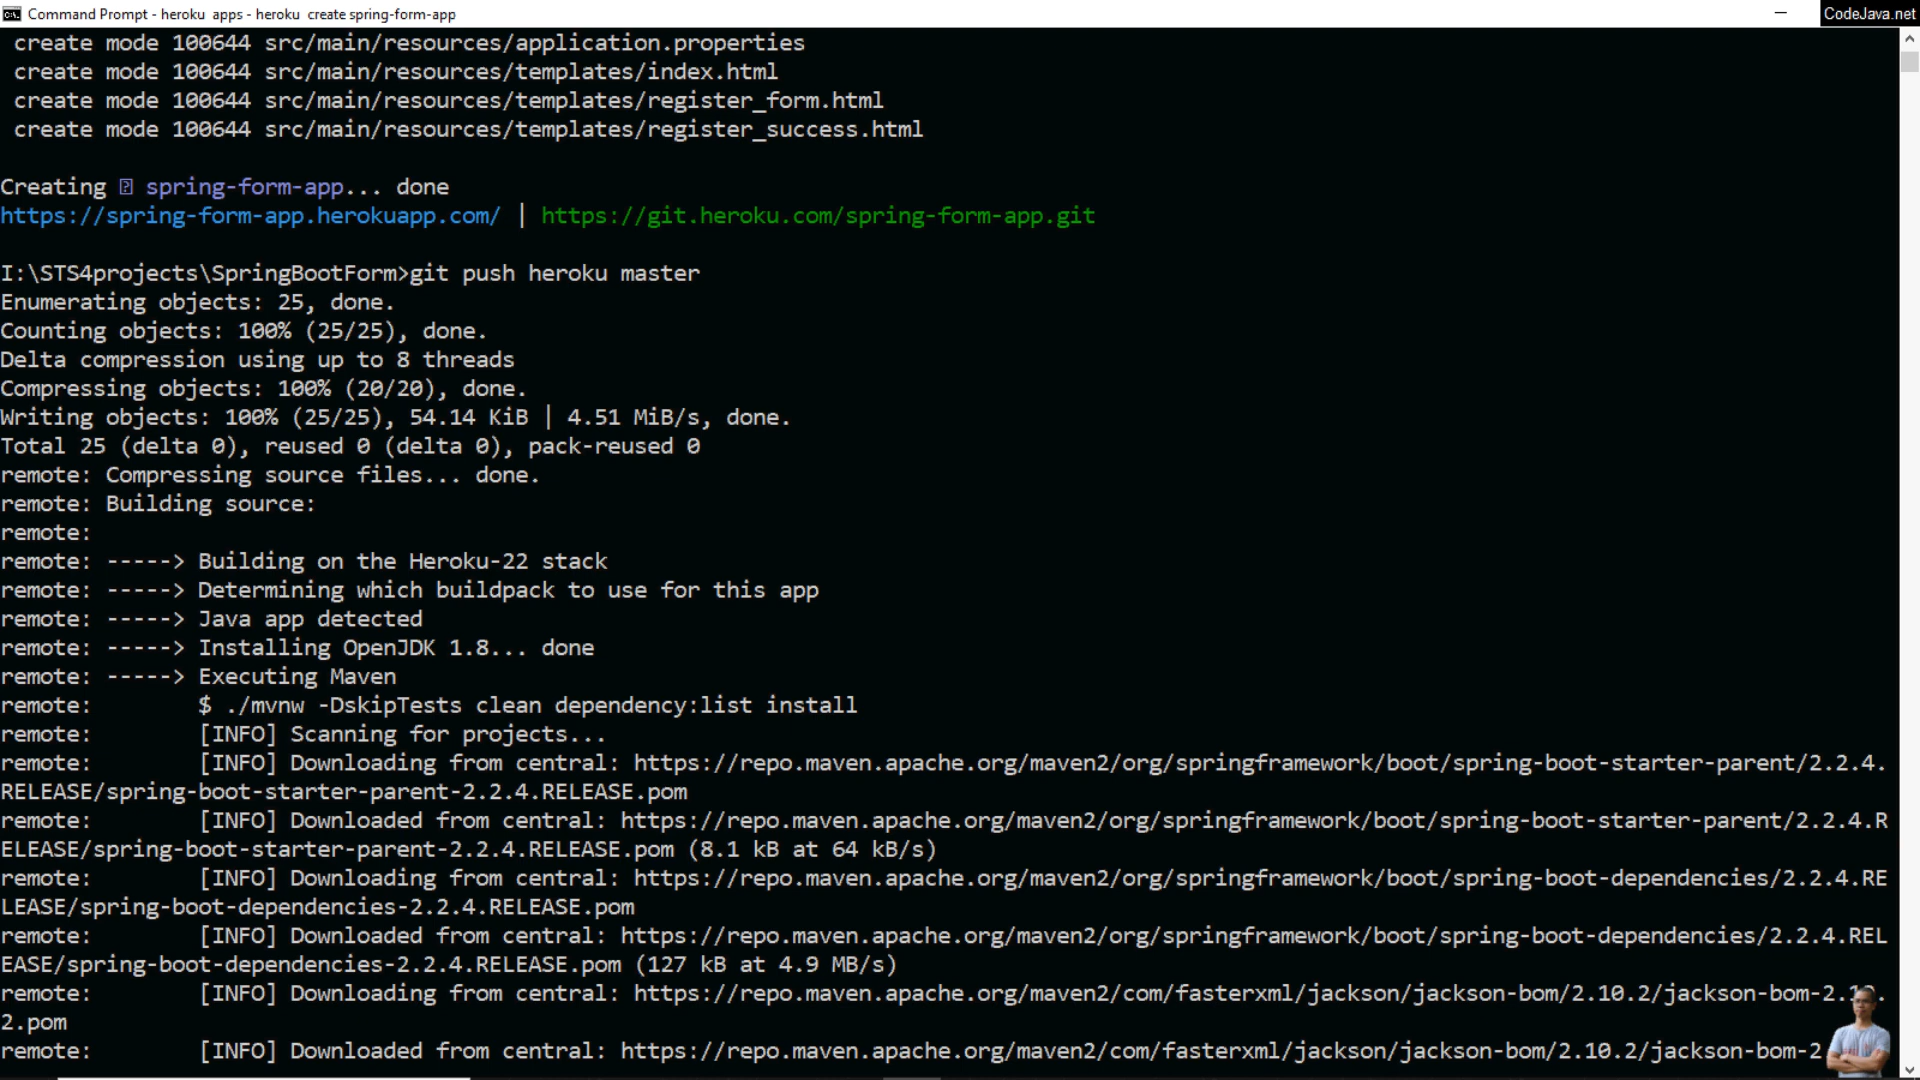 Command Prompt - heroku  apps - heroku  create spring-form-app
CodeJava.net
create mode 100644 src/main/resources/application.properties
create mode 100644 src/main/resources/templates/index.html
create mode 100644 src/main/resources/templates/register_form.html
create mode 100644 src/main/resources/templates/register_success.html
Creating ⍰ spring-form-app... done
https://spring-form-app.herokuapp.com/ | https://git.heroku.com/spring-form-app.git
I:\STS4projects\SpringBootForm>git push heroku master
Enumerating objects: 25, done.
Counting objects: 100% (25/25), done.
Delta compression using up to 8 threads
Compressing objects: 100% (20/20), done.
Writing objects: 100% (25/25), 54.14 KiB | 4.51 MiB/s, done.
Total 25 (delta 0), reused 0 (delta 0), pack-reused 0
remote: Compressing source files... done.
remote: Building source:
remote:
remote: -----> Building on the Heroku-22 stack
remote: -----> Determining which buildpack to use for this app
remote: -----> Java app detected
remote: -----> Installing OpenJDK 1.8... done
remote: -----> Executing Maven
remote:        $ ./mvnw -DskipTests clean dependency:list install
remote:        [INFO] Scanning for projects...
remote:        [INFO] Downloading from central: https://repo.maven.apache.org/maven2/org/springframework/boot/spring-boot-starter-parent/2.2.4.
RELEASE/spring-boot-starter-parent-2.2.4.RELEASE.pom
remote:        [INFO] Downloaded from central: https://repo.maven.apache.org/maven2/org/springframework/boot/spring-boot-starter-parent/2.2.4.R
ELEASE/spring-boot-starter-parent-2.2.4.RELEASE.pom (8.1 kB at 64 kB/s)
remote:        [INFO] Downloading from central: https://repo.maven.apache.org/maven2/org/springframework/boot/spring-boot-dependencies/2.2.4.RE
LEASE/spring-boot-dependencies-2.2.4.RELEASE.pom
remote:        [INFO] Downloaded from central: https://repo.maven.apache.org/maven2/org/springframework/boot/spring-boot-dependencies/2.2.4.REL
EASE/spring-boot-dependencies-2.2.4.RELEASE.pom (127 kB at 4.9 MB/s)
remote:        [INFO] Downloading from central: https://repo.maven.apache.org/maven2/com/fasterxml/jackson/jackson-bom/2.10.2/jackson-bom-2.10.
2.pom
remote:        [INFO] Downloaded from central: https://repo.maven.apache.org/maven2/com/fasterxml/jackson/jackson-bom/2.10.2/jackson-bom-2